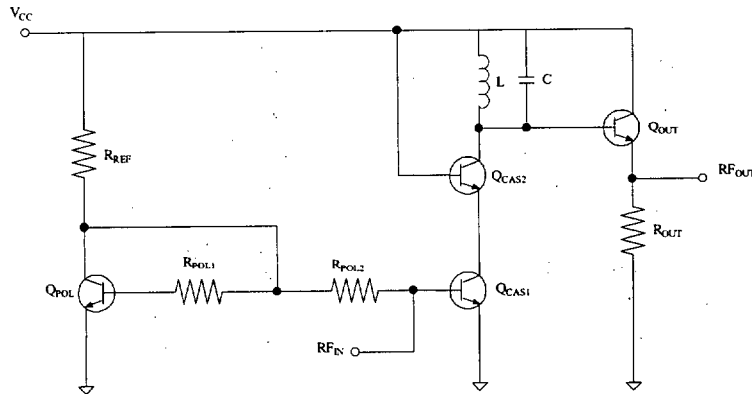 VCC
L
C
QOUT
RREF
QCAS2
RFOUT
ROUT
RPOL1
RPOL2
QPOL
QCAS1
RFIN